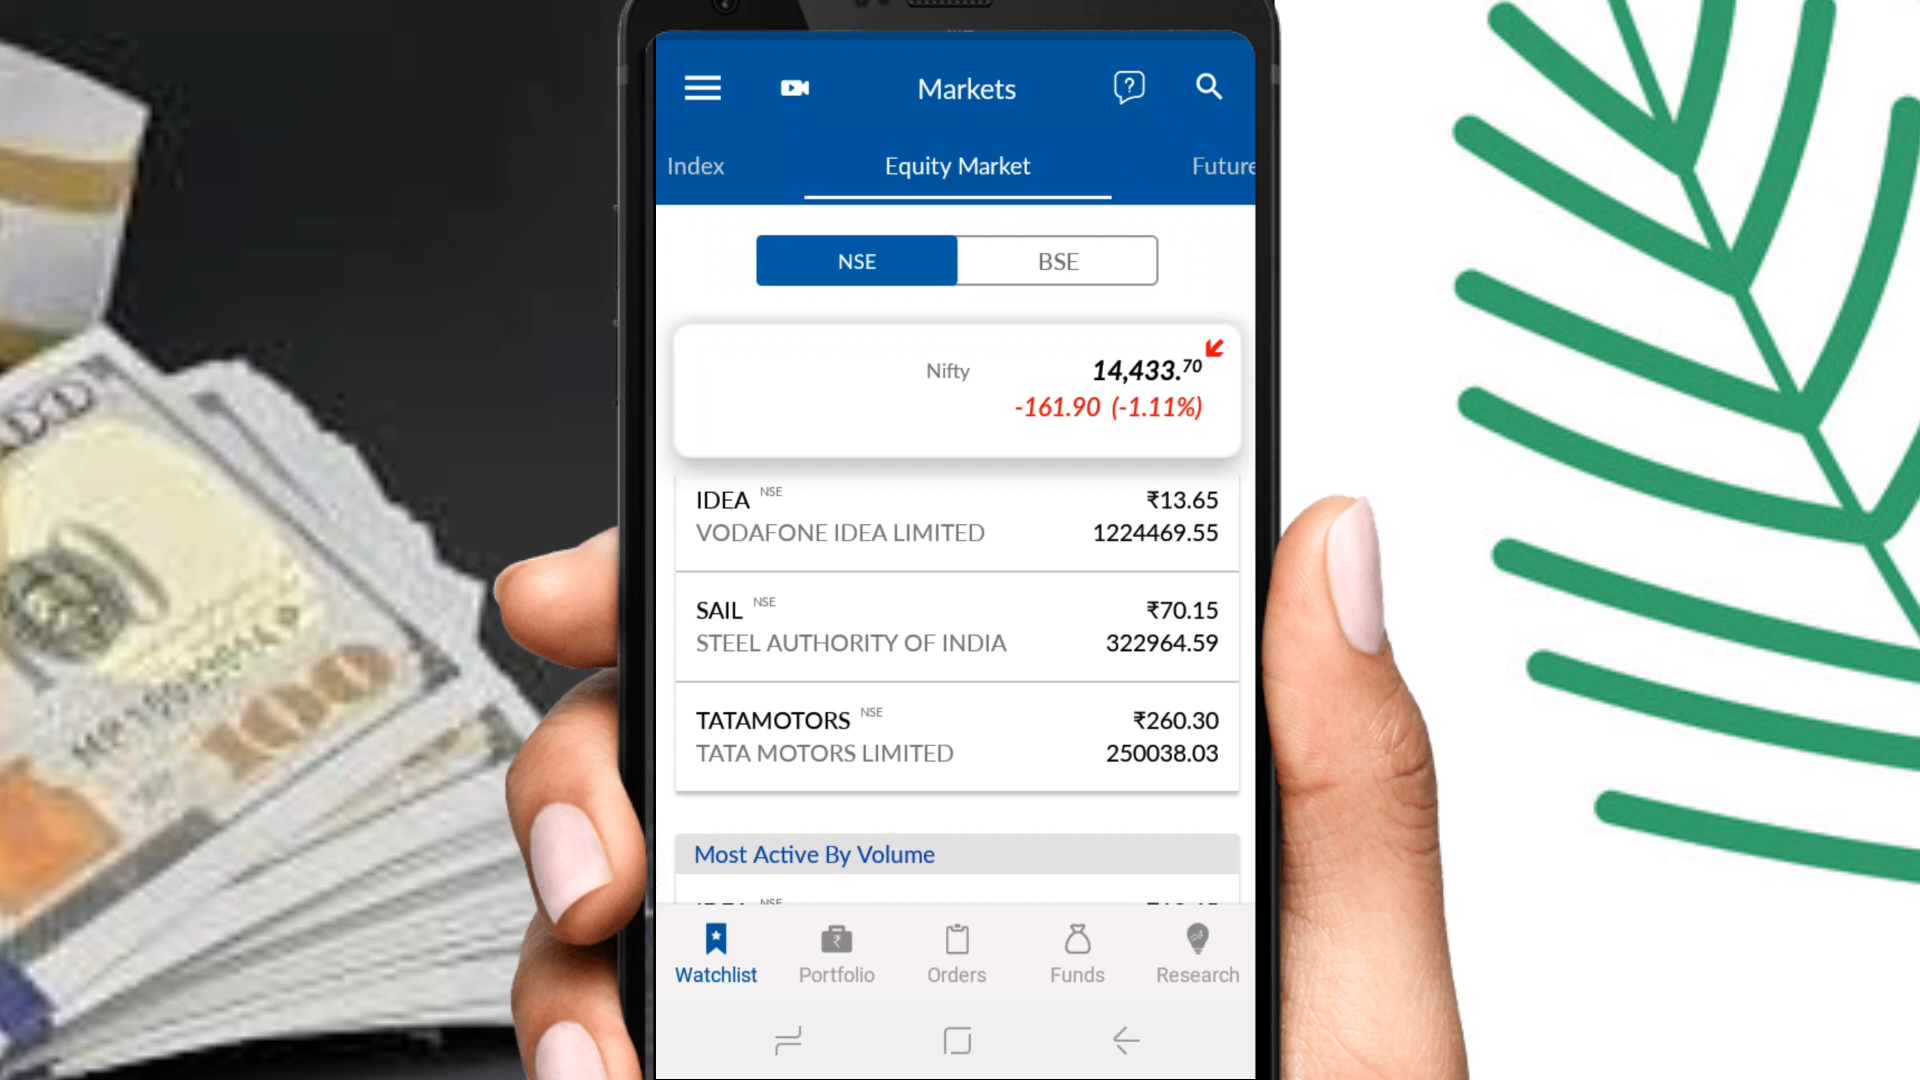 Markets
Index
Equity Market
Future
NSE
BSE
Nifty
14,433.70
-161.90 (-1.11%)
IDEA NSE
₹13.65
VODAFONE IDEA LIMITED
1224469.55
SAIL NSE
₹70.15
STEEL AUTHORITY OF INDIA
322964.59
TATAMOTORS NSE
₹260.30
TATA MOTORS LIMITED
250038.03
Most Active By Volume
Watchlist
Portfolio
Orders
Funds
Research
100